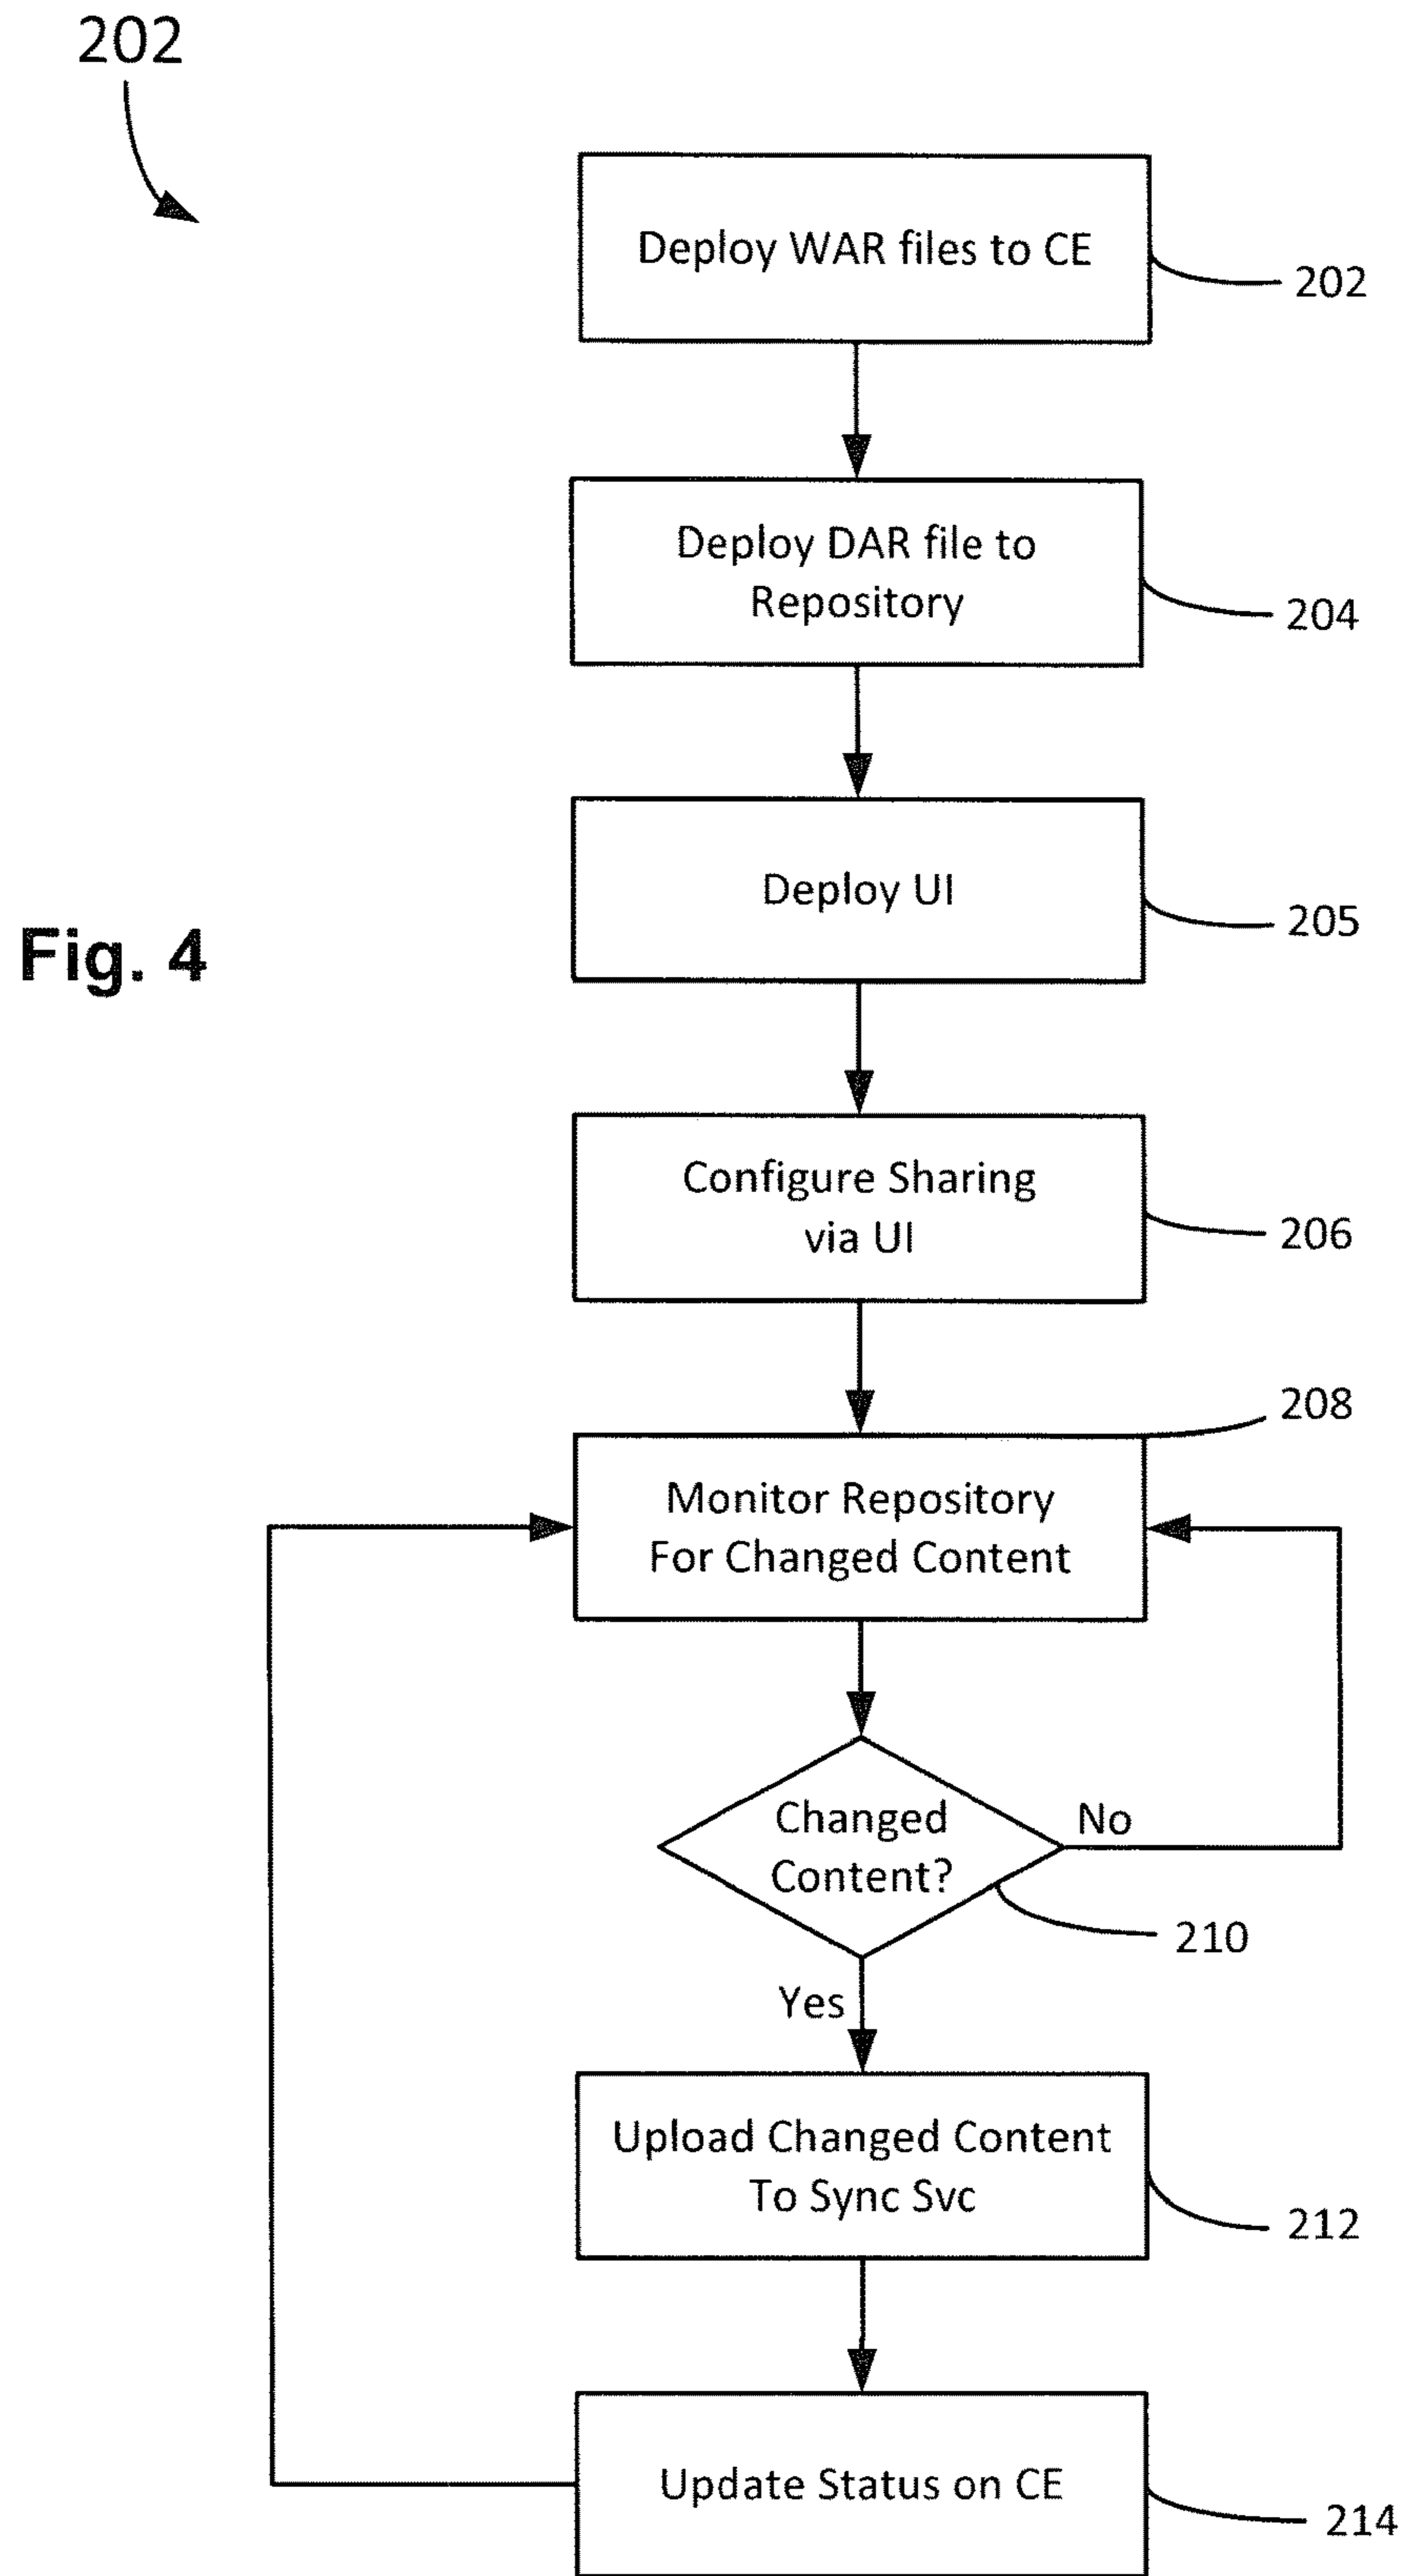 202
Deploy WAR files to CE
202
Deploy DAR file to
Repository
204
Deploy UI
205
Fig. 4
Configure Sharing
via UI
206
208
Monitor Repository
For Changed Content
Changed
Content?
No
210
Yes
Upload Changed Content
To Sync Svc
212
Update Status on CE
214